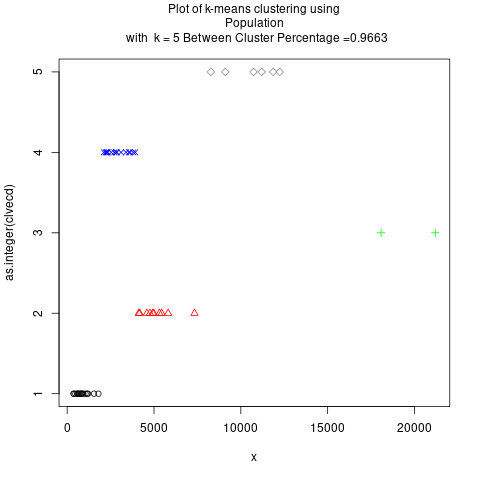 Plot of k-means clustering using
Population
with  k = 5 Between Cluster Percentage =0.9663
as.integer(clvecd)
5
4
3
2
1
0 5000 10000 15000 20000
x